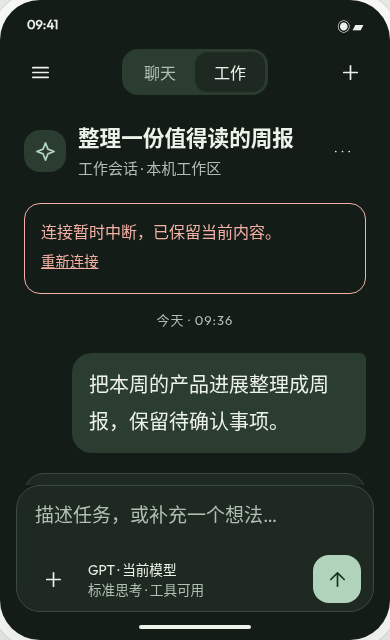 09:41
聊天
工作
整理一份值得读的周报
工作会话 · 本机工作区
...
连接暂时中断，已保留当前内容。
重新连接
今天 · 09:36
把本周的产品进展整理成周
报，保留待确认事项。
描述任务，或补充一个想法...
GPT · 当前模型
标准思考 · 工具可用